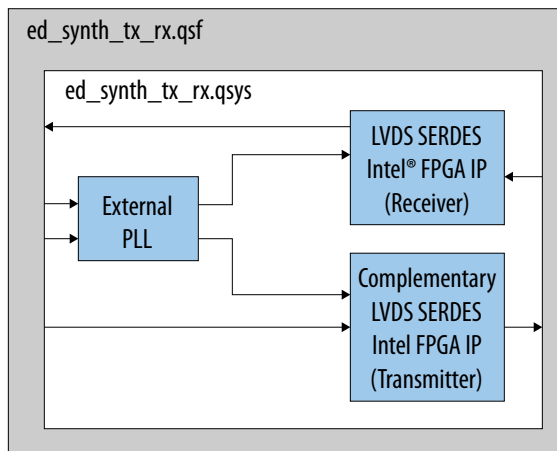 ed_synth_tx_rx.qsf
ed_synth_tx_rx.qsys
LVDS SERDES
Intel® FPGA IP
(Receiver)
External
PLL
Complementary
LVDS SERDES
Intel FPGA IP
(Transmitter)